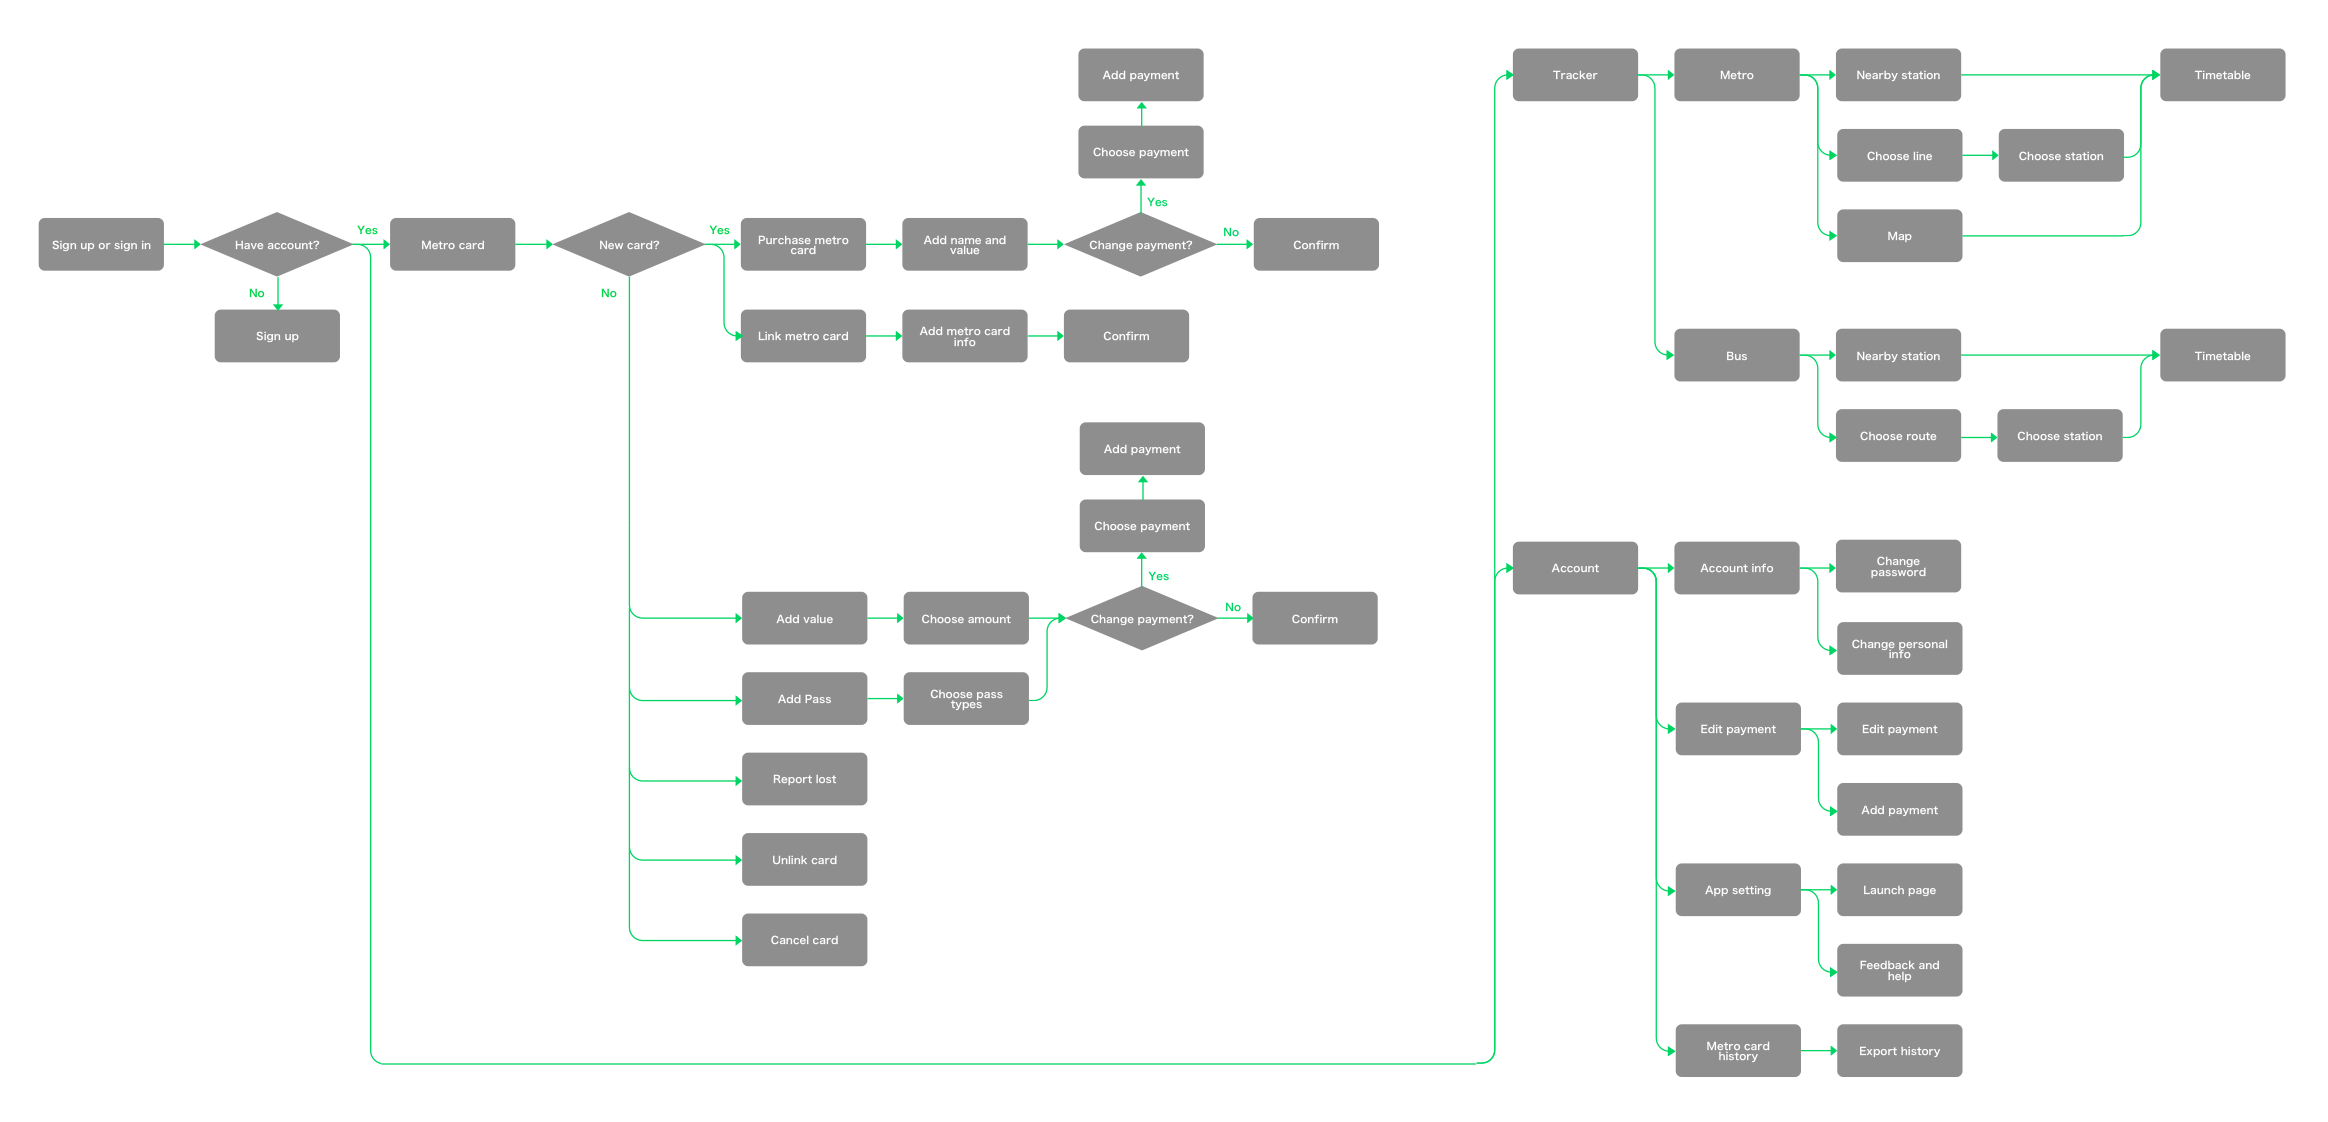 Sign up or sign in
Have account?
Yes
No
Sign up
Metro card
New card?
Yes
No
Purchase metro
card
Add name and
value
Change payment?
Yes
Choose payment
Add payment
No
Confirm
Link metro card
Add metro card
info
Confirm
Add value
Choose amount
Change payment?
Yes
Choose payment
Add payment
No
Confirm
Add Pass
Choose pass
types
Report lost
Unlink card
Cancel card
Tracker
Metro
Nearby station
Timetable
Choose line
Choose station
Map
Bus
Nearby station
Timetable
Choose route
Choose station
Account
Account info
Change
password
Change personal
info
Edit payment
Edit payment
Add payment
App setting
Launch page
Feedback and
help
Metro card
history
Export history